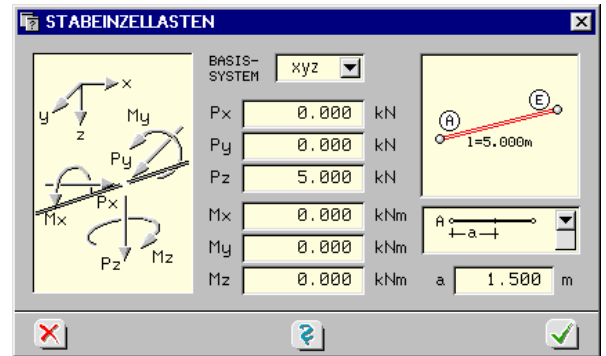 STABEINZELLASTEN
BASIS-
SYSTEM
xyz
x
y
z
My
Py
Px
Mx
Pz
Mz
Px 0.000 kN
Py 0.000 kN
Pz 5.000 kN
Mx 0.000 kNm
My 0.000 kNm
Mz 0.000 kNm
A
E
l=5.000m
A
a
a 1.500 m